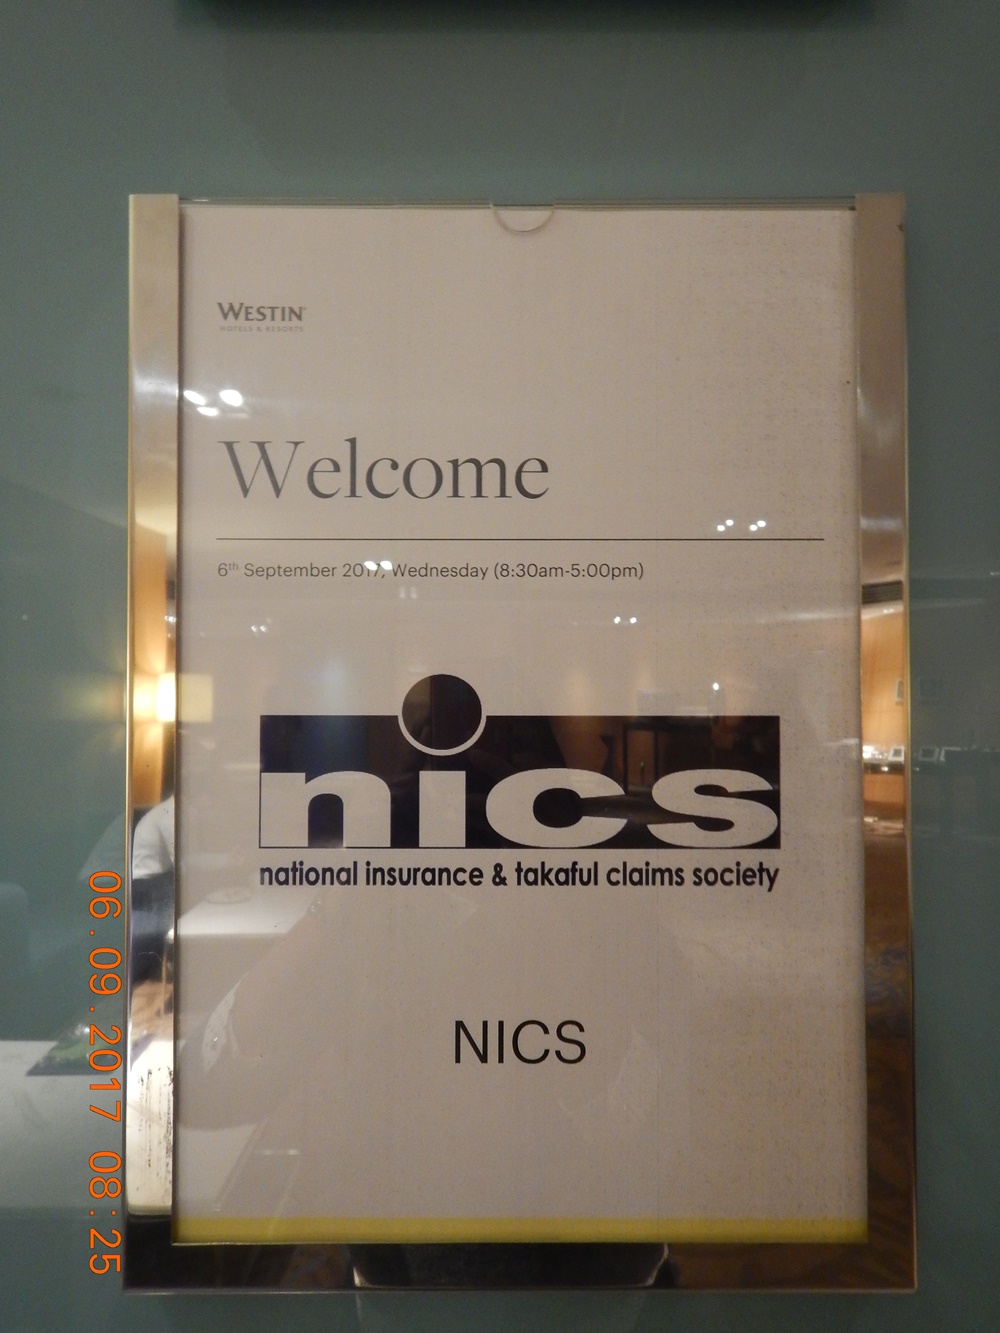 WESTIN
HOTELS & RESORTS
Welcome
6th September 2017, Wednesday (8:30am-5:00pm)
nics
national insurance & takaful claims society
NICS
06.09.2017 08:25